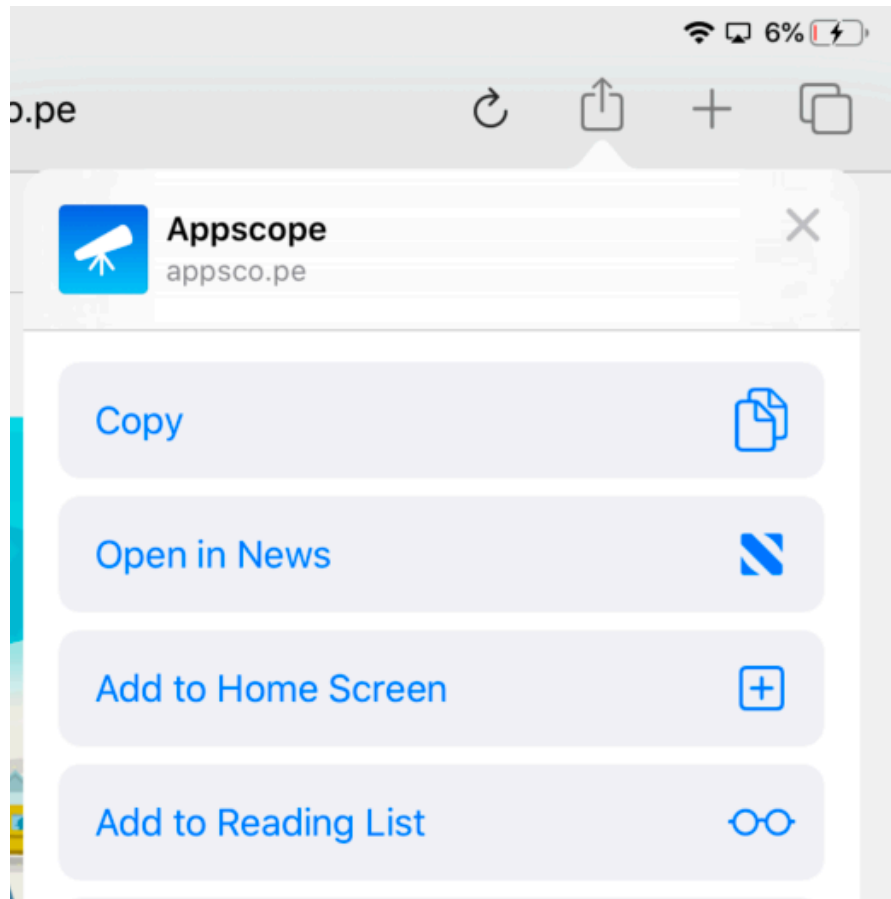 6%
o.pe
Appscope
appsco.pe
Copy
Open in News
Add to Home Screen
Add to Reading List